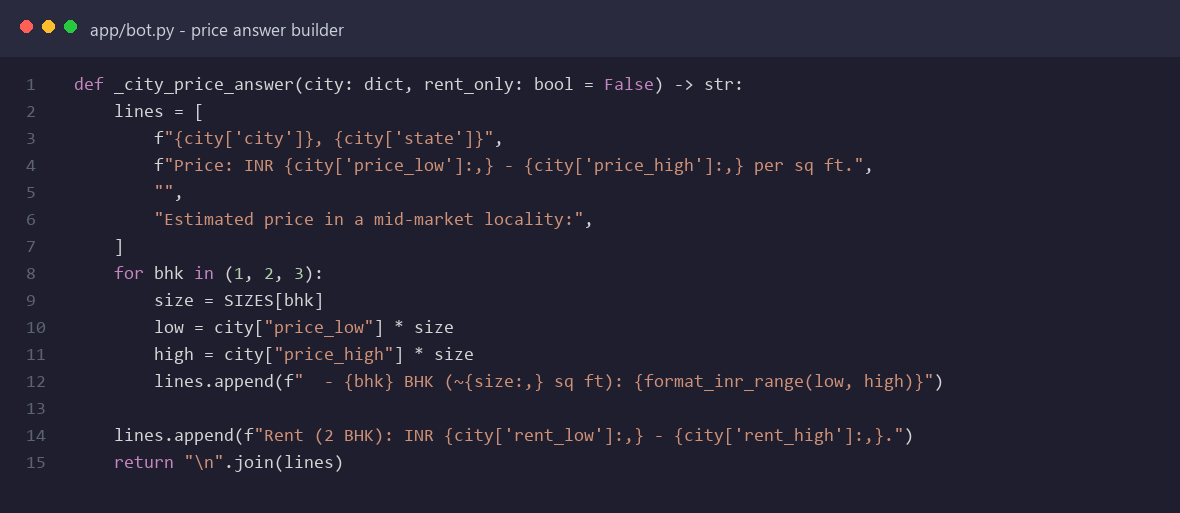 app/bot.py - price answer builder
1 def _city_price_answer(city: dict, rent_only: bool = False) -> str:
2     lines = [
3         f"{city['city']}, {city['state']}",
4         f"Price: INR {city['price_low']:,} - {city['price_high']:,} per sq ft.",
5         "",
6         "Estimated price in a mid-market locality:",
7     ]
8     for bhk in (1, 2, 3):
9         size = SIZES[bhk]
10         low = city["price_low"] * size
11         high = city["price_high"] * size
12         lines.append(f"  - {bhk} BHK (~{size:,} sq ft): {format_inr_range(low, high)}")
13
14     lines.append(f"Rent (2 BHK): INR {city['rent_low']:,} - {city['rent_high']:,}.")
15     return "\n".join(lines)